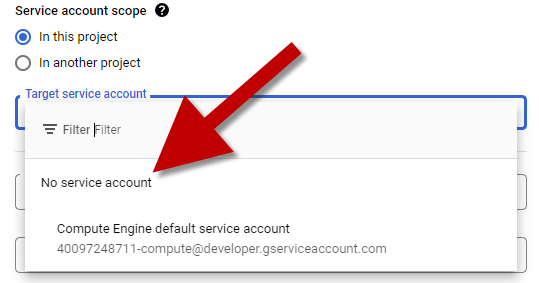 Service account scope ?
In this project
In another project
Target service account
Filter Filter
No service account
Compute Engine default service account
40097248711-compute@developer.gserviceaccount.com